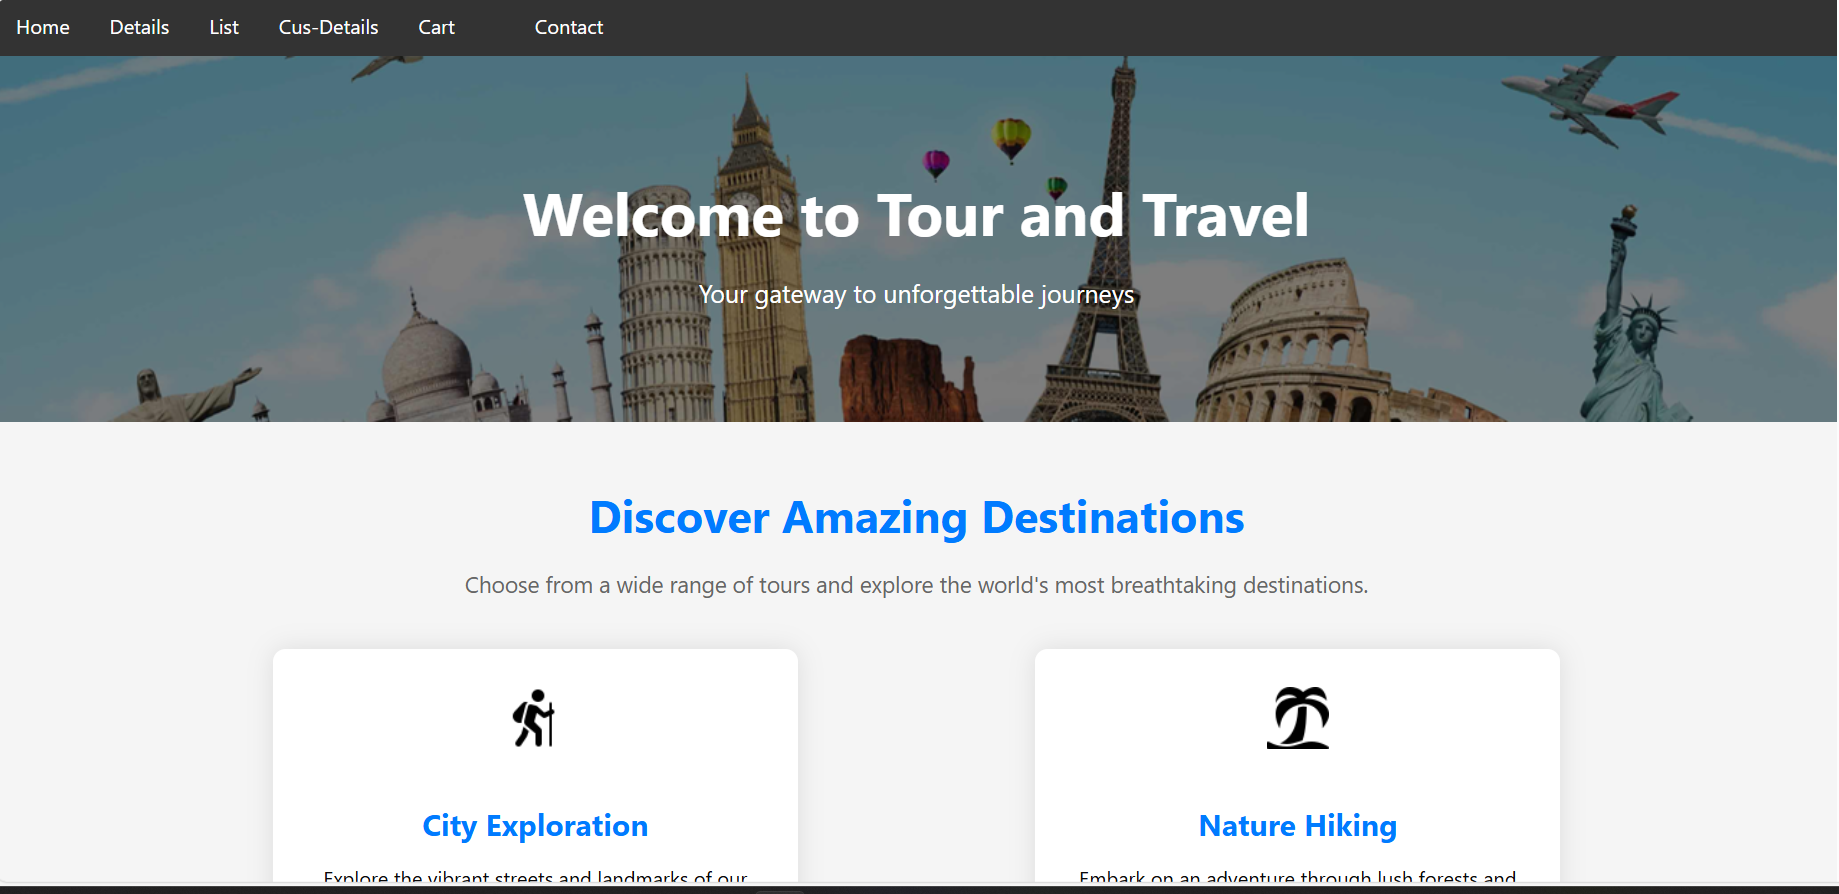 Home Details List Cus-Details Cart Contact
Welcome to Tour and Travel
Your gateway to unforgettable journeys
Discover Amazing Destinations
Choose from a wide range of tours and explore the world's most breathtaking destinations.
City Exploration
Nature Hiking
Explore the vibrant streets and landmarks of our
Embark on an adventure through lush forests and